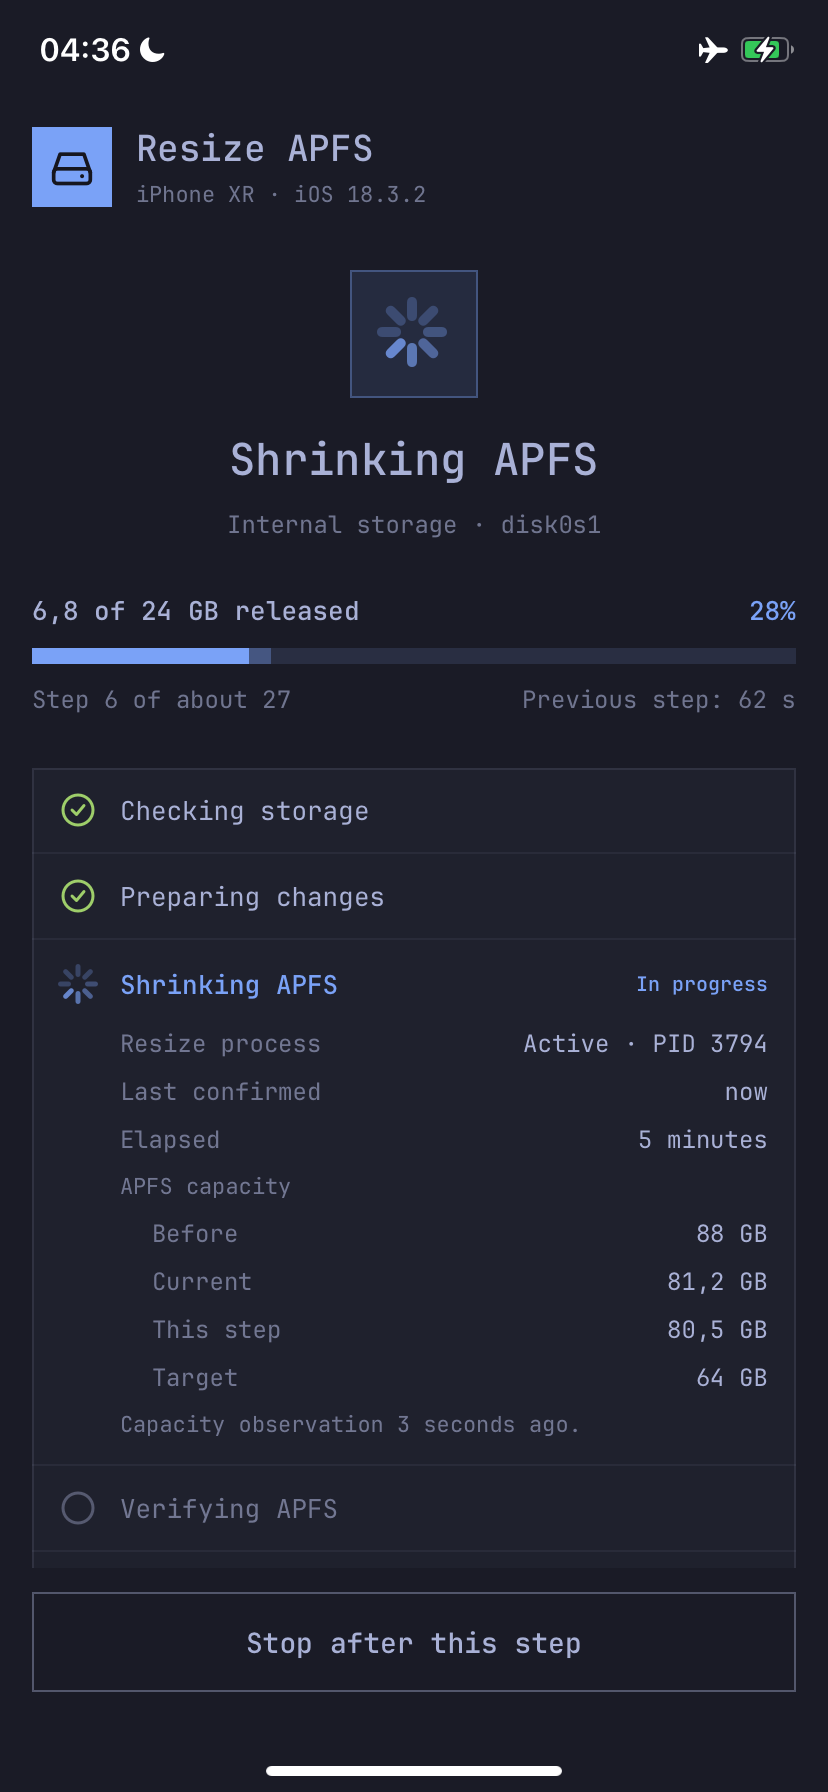 04:36
Resize APFS
iPhone XR · iOS 18.3.2
Shrinking APFS
Internal storage · disk0s1
6,8 of 24 GB released 28%
Step 6 of about 27 Previous step: 62 s
Checking storage
Preparing changes
Shrinking APFS In progress
Resize process Active · PID 3794
Last confirmed now
Elapsed 5 minutes
APFS capacity
Before 88 GB
Current 81,2 GB
This step 80,5 GB
Target 64 GB
Capacity observation 3 seconds ago.
Verifying APFS
Stop after this step